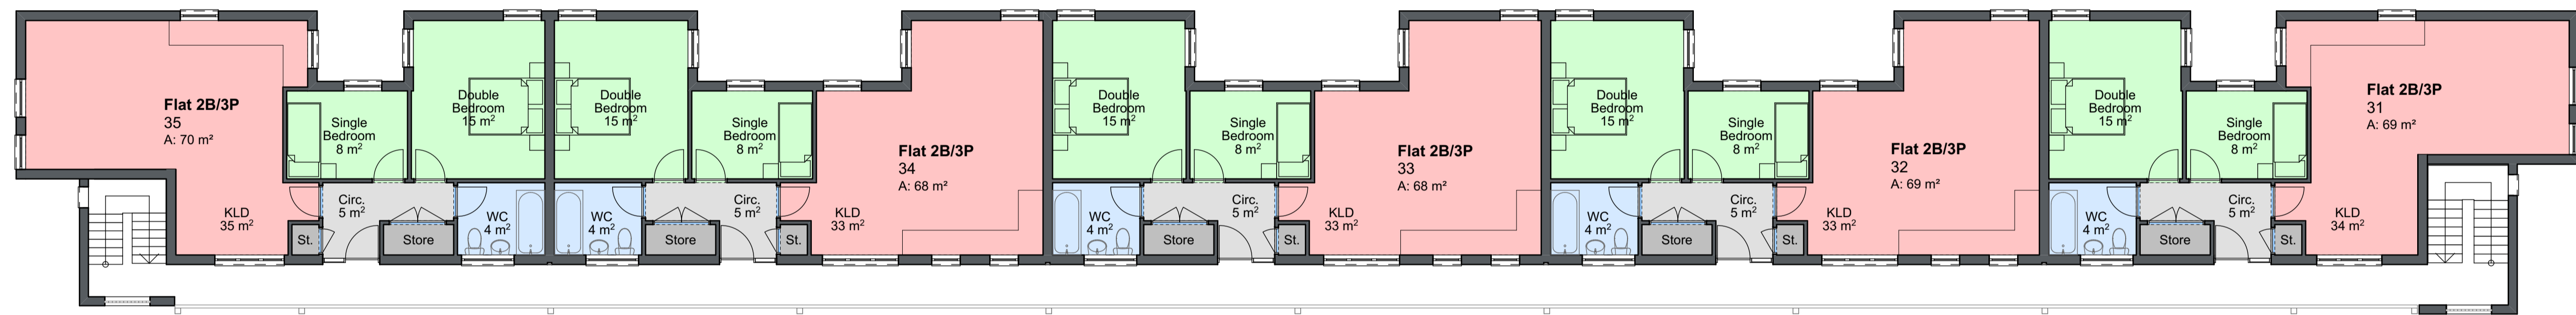 Flat 2B/3P
35
A: 70 m²
KLD
35 m²
Single
Bedroom
8 m²
Double
Bedroom
15 m²
Circ.
5 m²
St.
Store
WC
4 m²
Double
Bedroom
15 m²
Single
Bedroom
8 m²
WC
4 m²
Store
Circ.
5 m²
St.
Flat 2B/3P
34
A: 68 m²
KLD
33 m²
Double
Bedroom
15 m²
Single
Bedroom
8 m²
WC
4 m²
Store
Circ.
5 m²
St.
Flat 2B/3P
33
A: 68 m²
KLD
33 m²
Double
Bedroom
15 m²
Single
Bedroom
8 m²
WC
4 m²
Store
Circ.
5 m²
St.
Flat 2B/3P
32
A: 69 m²
KLD
33 m²
Double
Bedroom
15 m²
Single
Bedroom
8 m²
WC
4 m²
Store
Circ.
5 m²
St.
Flat 2B/3P
31
A: 69 m²
KLD
34 m²